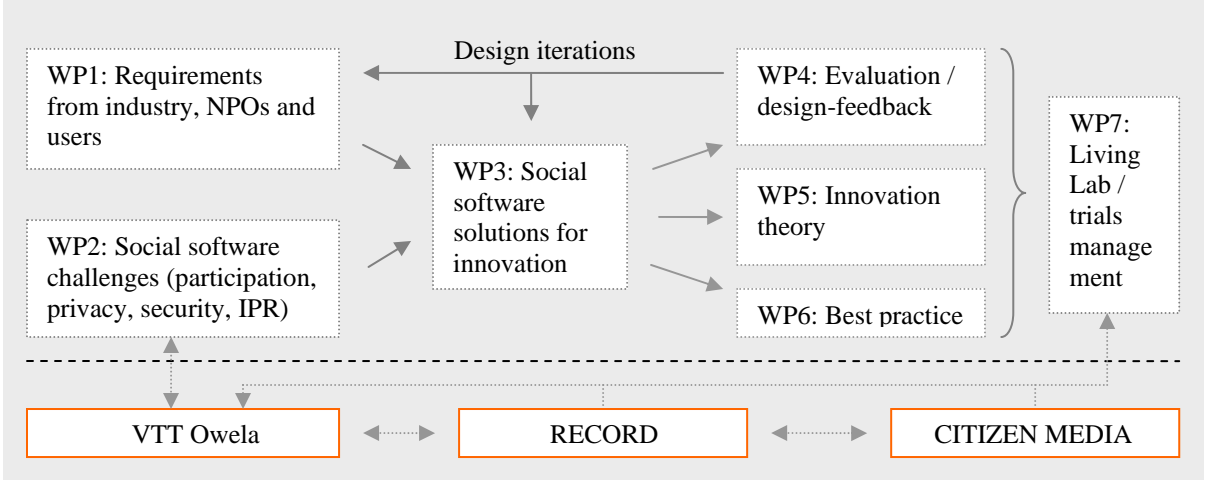 Design iterations
WP1: Requirements
from industry, NPOs and
users
WP2: Social software
challenges (participation,
privacy, security, IPR)
WP3: Social
software
solutions for
innovation
WP4: Evaluation /
design-feedback
WP5: Innovation
theory
WP6: Best practice
WP7:
Living
Lab /
trials
manage
ment
VTT Owela
RECORD
CITIZEN MEDIA